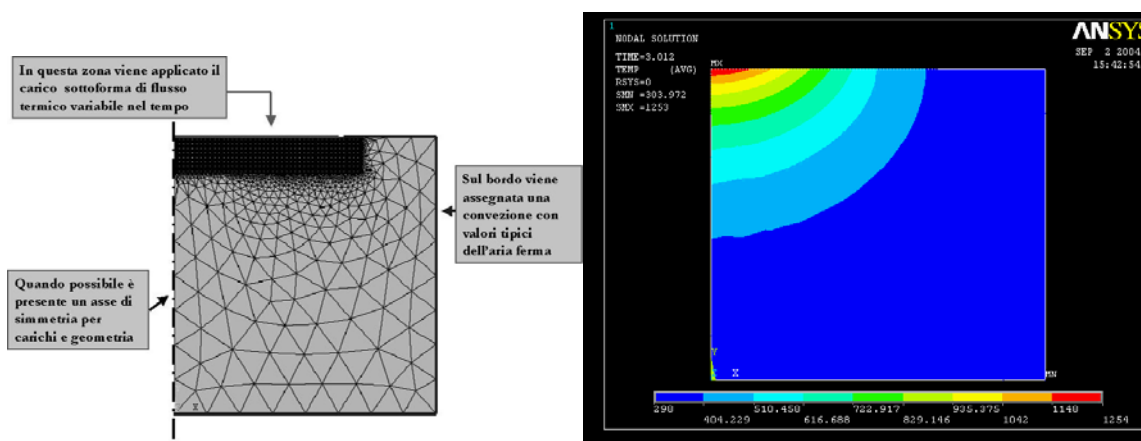 In questa zona viene applicato il
carico sottoforma di flusso
termico variabile nel tempo
Sul bordo viene
assegnata una
convezione con
valori tipici
dell'aria ferma
Quando possibile è
presente un asse di
simmetria per
carichi e geometria
X
1
NODAL SOLUTION
TIME=3.012
TEMP (AVG)
RSYS=0
SMN =303.972
SMX =1253
ANSYS
SEP 2 2004
15:42:54
MX
Y
X
MN
290 510.450 722.917 935.375 1140
404.229 616.688 829.146 1042 1254